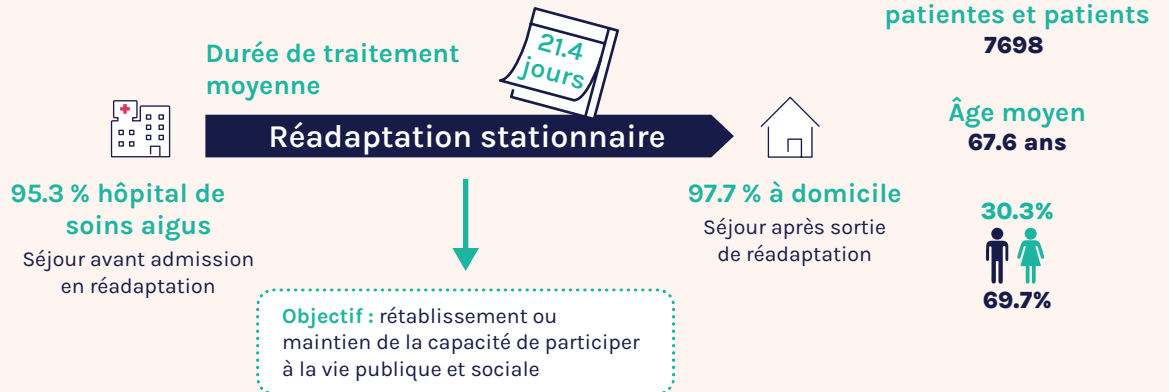 patientes et patients
7698
21.4
jours
Durée de traitement
moyenne
Réadaptation stationnaire
Âge moyen
67.6 ans
95.3 % hôpital de
soins aigus
Séjour avant admission
en réadaptation
97.7 % à domicile
Séjour après sortie
de réadaptation
30.3%
69.7%
Objectif : rétablissement ou
maintien de la capacité de participer
à la vie publique et sociale